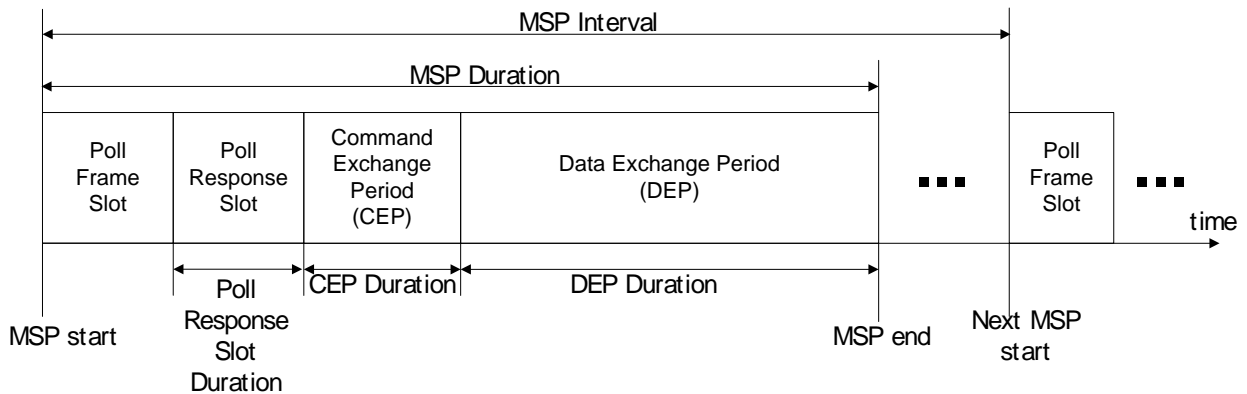 MSP Interval
MSP Duration
Poll
Frame
Slot
Poll
Response
Slot
Command
Exchange
Period
(CEP)
Data Exchange Period
(DEP)
Poll
Frame
Slot
time
Poll
Response
Slot
Duration
CEP Duration
DEP Duration
MSP start
MSP end
Next MSP
start